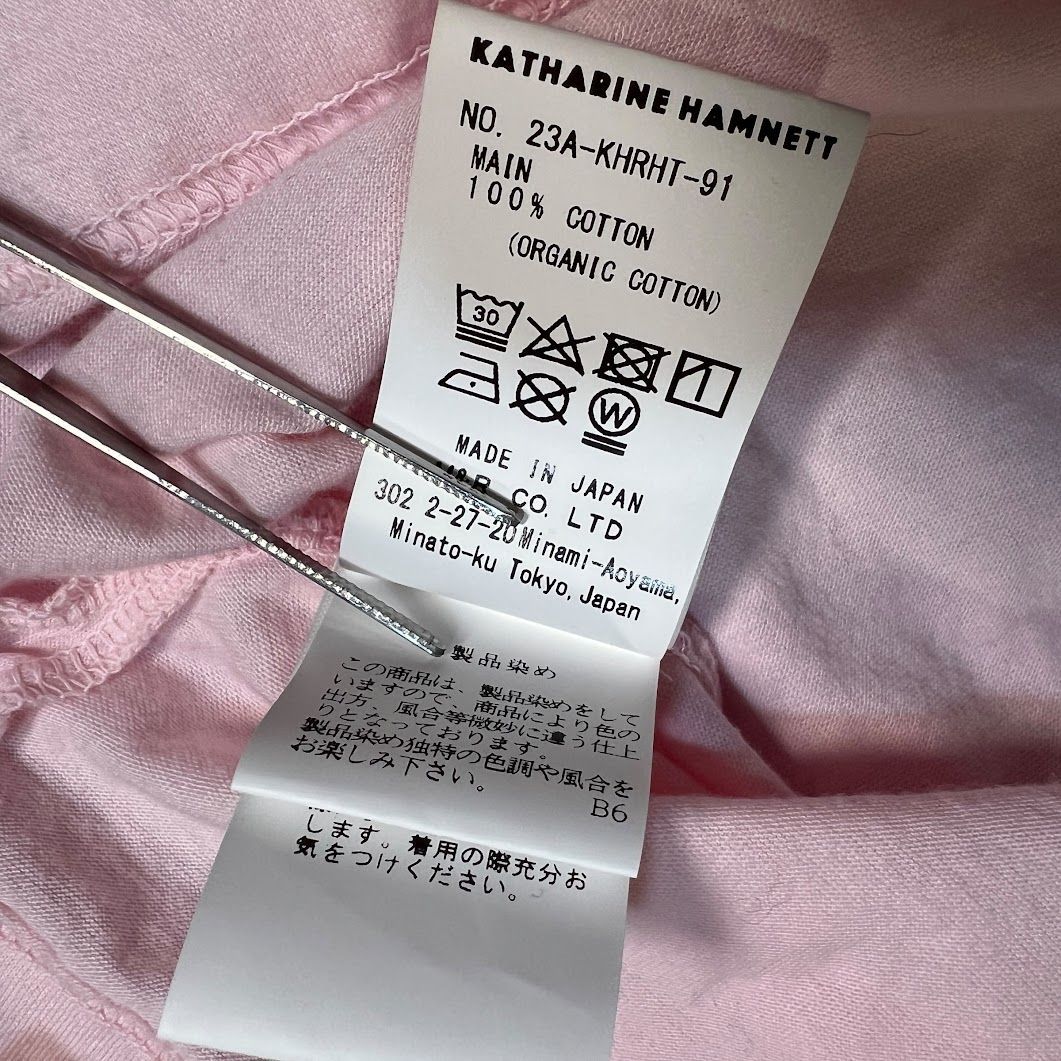 KATHARINE HAMNETT
NO. 23A-KHRHT-91
MAIN
100% COTTON
(ORGANIC COTTON)
30
W
MADE IN JAPAN
CO. LTD
302 2-27-20 Minami-Aoyama,
Minato-ku Tokyo, Japan
製品染め
この商品は、製品染めをして
いますので、商品により色の
出方、風合等微妙に違う仕上
りとなっております。
製品染め独特の色調や風合を
お楽しみ下さい。
B6
します。着用の際充分お
気をつけください。